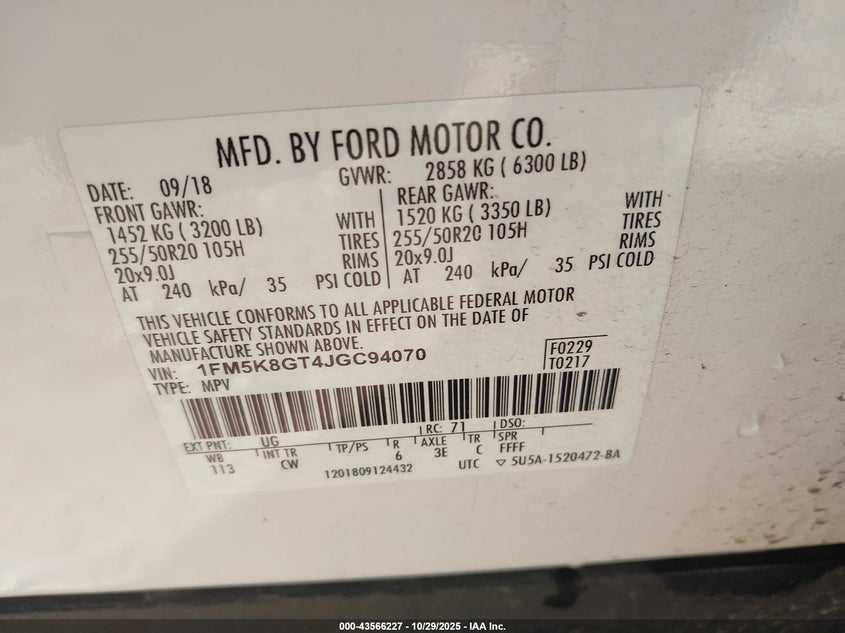 MFD. BY FORD MOTOR CO.
DATE: 09/18 GVWR: 2858 KG ( 6300 LB)
FRONT GAWR: REAR GAWR:
1452 KG ( 3200 LB) WITH 1520 KG ( 3350 LB) WITH
255/50R20 105H TIRES 255/50R20 105H TIRES
20x9.0J RIMS 20x9.0J RIMS
AT 240 kPa/ 35 PSI COLD AT 240 kPa/ 35 PSI COLD
THIS VEHICLE CONFORMS TO ALL APPLICABLE FEDERAL MOTOR
VEHICLE SAFETY STANDARDS IN EFFECT ON THE DATE OF
MANUFACTURE SHOWN ABOVE.
VIN: 1FM5K8GT4JGC94070 F0229
TYPE: MPV T0217
EXT PNT: UG RC: 71 DSO:
WB INT TR TP/PS R AXLE TR SPR
113 CW 6 3E C FFFF
1201809124432 UTC ▽ 5U5A-1520472-BA
000-43566227 - 10/29/2025 - IAA Inc.